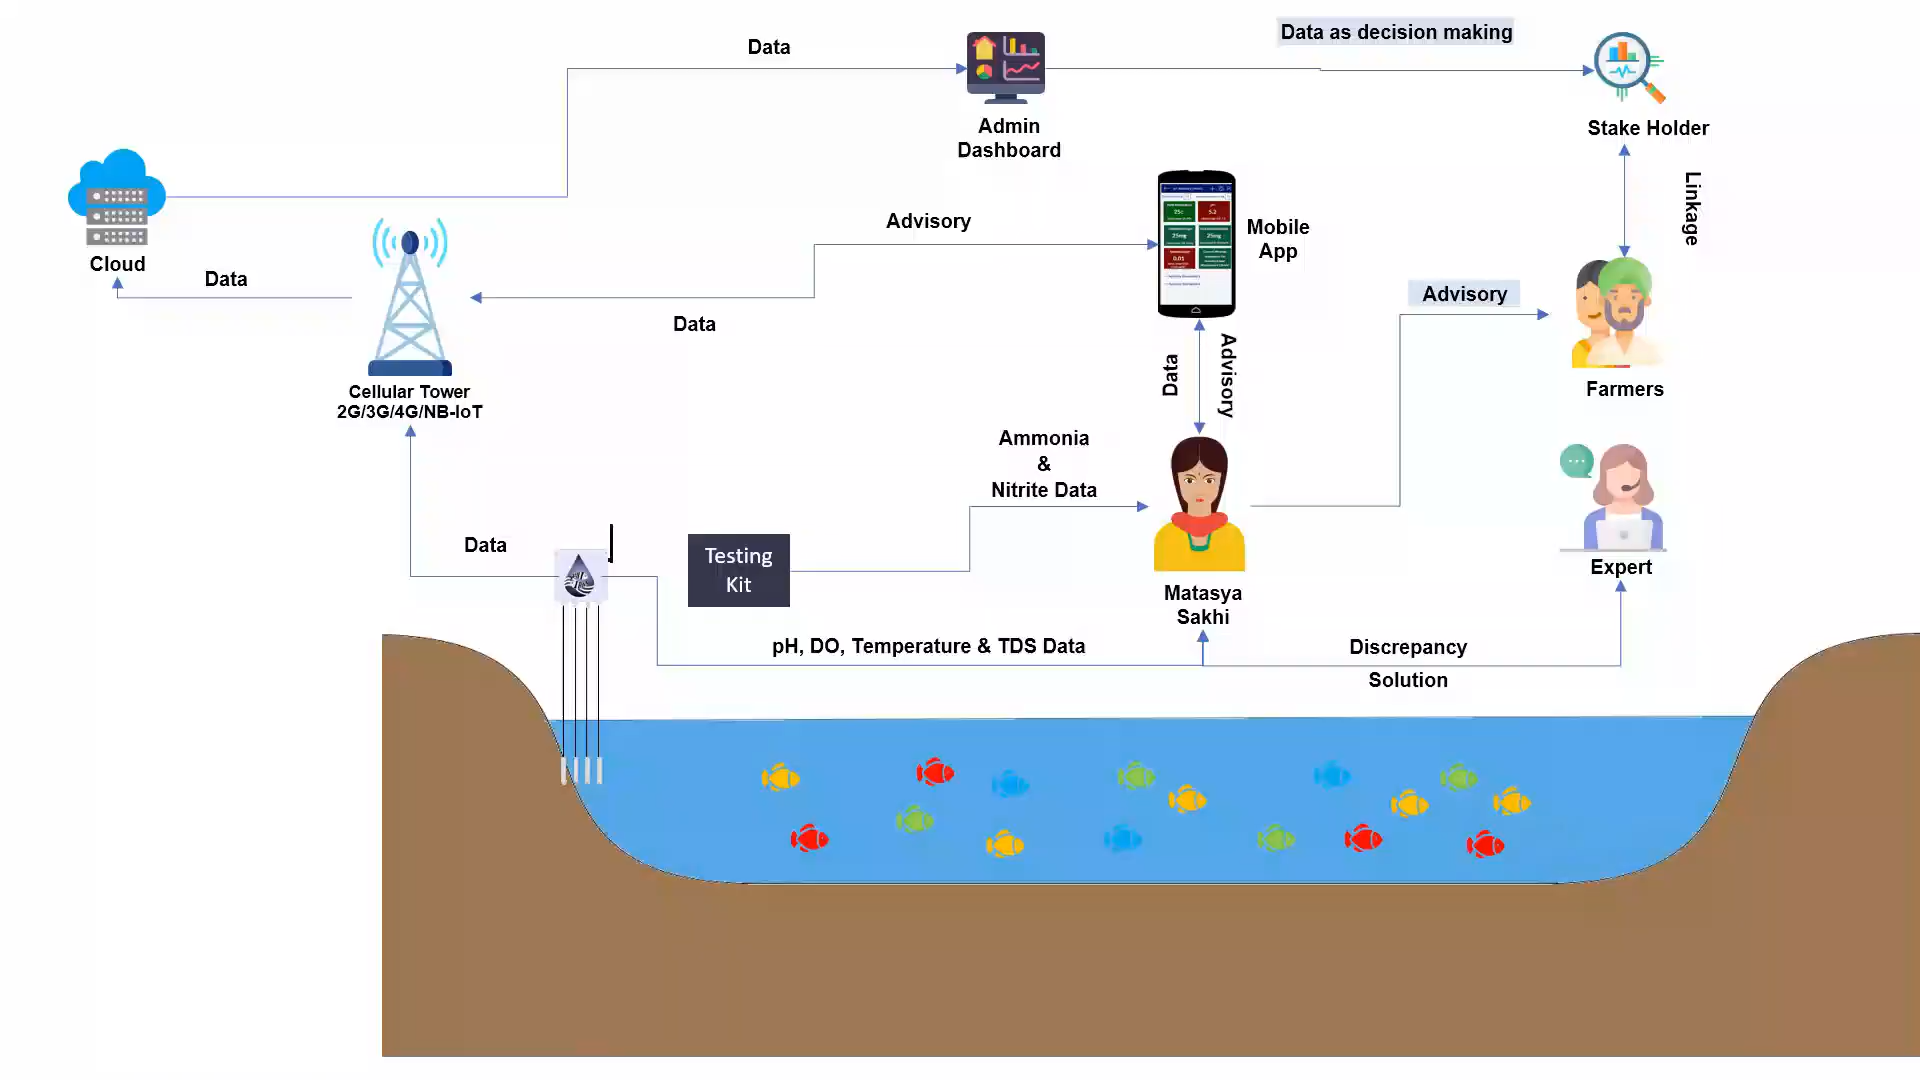 Data
Data as decision making
Admin
Dashboard
Stake Holder
Linkage
Cloud
Data
Advisory
Mobile
App
Data
Advisory
Data
Advisory
Farmers
Cellular Tower
2G/3G/4G/NB-IoT
Ammonia
&
Nitrite Data
Data
Testing
Kit
Expert
Matasya
Sakhi
pH, DO, Temperature & TDS Data
Discrepancy
Solution